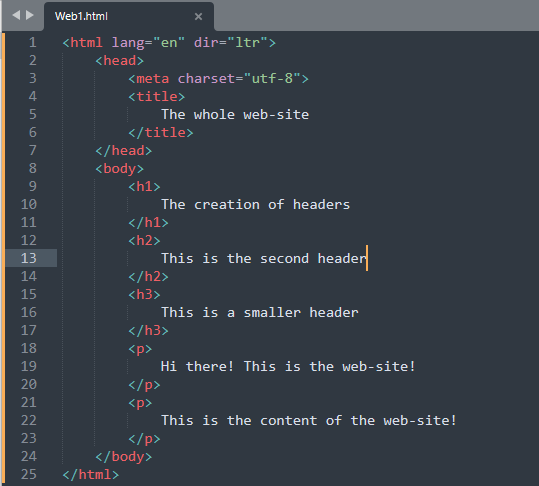 Web1.html ×
1 <html lang="en" dir="ltr">
2     <head>
3         <meta charset="utf-8">
4         <title>
5             The whole web-site
6         </title>
7     </head>
8     <body>
9         <h1>
10             The creation of headers
11         </h1>
12         <h2>
13             This is the second header
14         </h2>
15         <h3>
16             This is a smaller header
17         </h3>
18         <p>
19             Hi there! This is the web-site!
20         </p>
21         <p>
22             This is the content of the web-site!
23         </p>
24     </body>
25 </html>